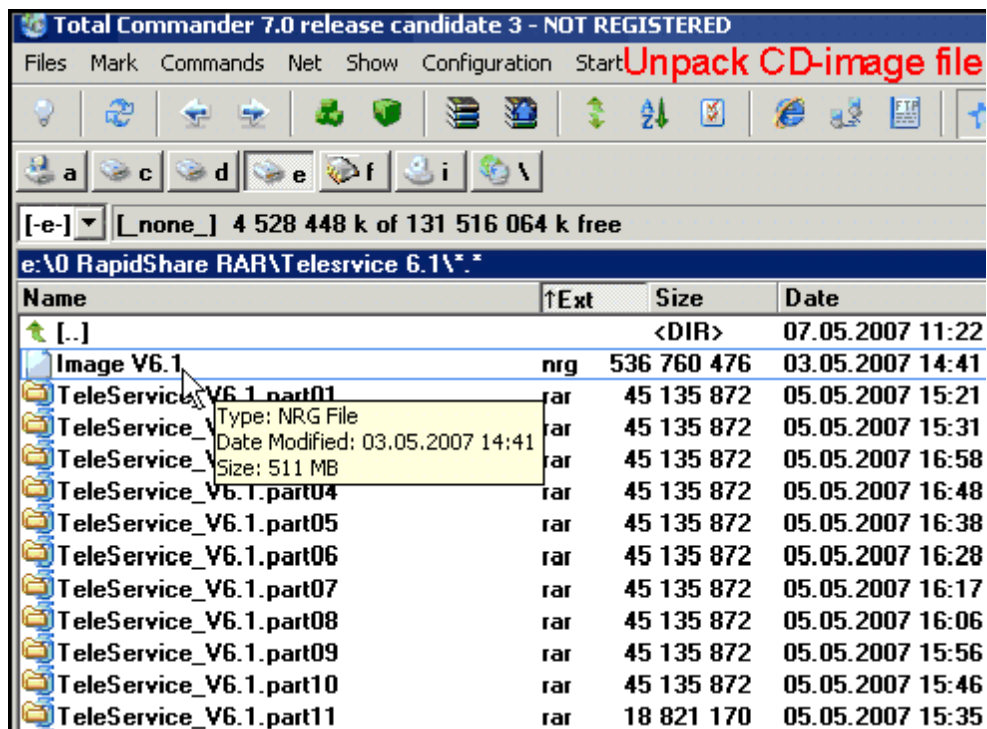 Total Commander 7.0 release candidate 3 - NOT REGISTERED
Files Mark Commands Net Show Configuration Start Unpack CD-image file
A Z
FTP
a c d e f i \
[-e-] [_none_] 4 528 448 k of 131 516 064 k free
e:\0 RapidShare RAR\Telesrvice 6.1\*.*
Name ↑Ext Size Date
[..] <DIR> 07.05.2007 11:22
Image V6.1 nrg 536 760 476 03.05.2007 14:41
TeleService_V6.1.part01 rar 45 135 872 05.05.2007 15:21
Type: NRG File
TeleService_ rar 45 135 872 05.05.2007 15:31
Date Modified: 03.05.2007 14:41
TeleService_ rar 45 135 872 05.05.2007 16:58
Size: 511 MB
TeleService_V6.1.part04 rar 45 135 872 05.05.2007 16:48
TeleService_V6.1.part05 rar 45 135 872 05.05.2007 16:38
TeleService_V6.1.part06 rar 45 135 872 05.05.2007 16:28
TeleService_V6.1.part07 rar 45 135 872 05.05.2007 16:17
TeleService_V6.1.part08 rar 45 135 872 05.05.2007 16:06
TeleService_V6.1.part09 rar 45 135 872 05.05.2007 15:56
TeleService_V6.1.part10 rar 45 135 872 05.05.2007 15:46
TeleService_V6.1.part11 rar 18 821 170 05.05.2007 15:35